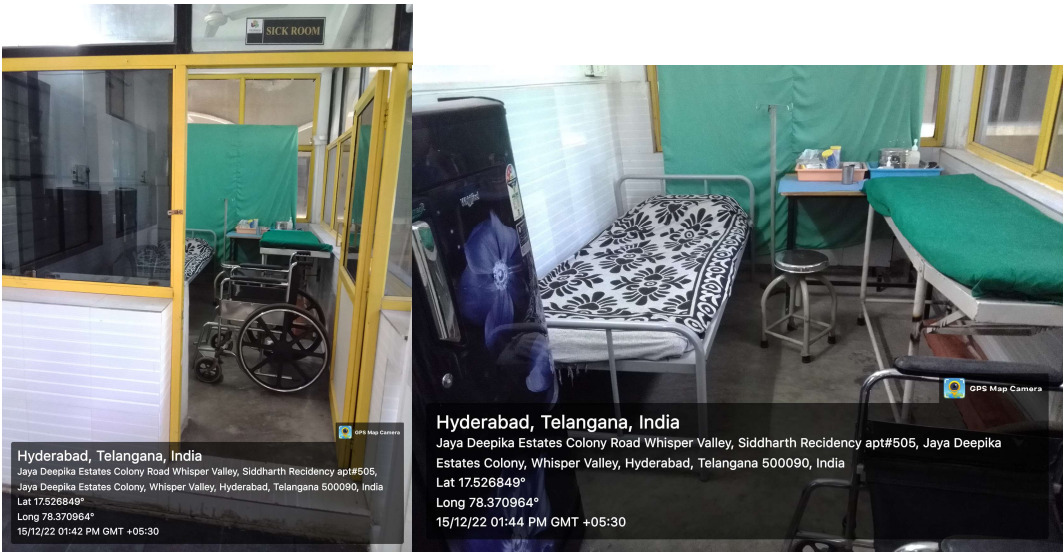 SICK ROOM
GPS Map Camera
Hyderabad, Telangana, India
Jaya Deepika Estates Colony Road Whisper Valley, Siddharth Recidency apt#505,
Jaya Deepika Estates Colony, Whisper Valley, Hyderabad, Telangana 500090, India
Lat 17.526849°
Long 78.370964°
15/12/22 01:42 PM GMT +05:30
GPS Map Camera
Hyderabad, Telangana, India
Jaya Deepika Estates Colony Road Whisper Valley, Siddharth Recidency apt#505, Jaya Deepika
Estates Colony, Whisper Valley, Hyderabad, Telangana 500090, India
Lat 17.526849°
Long 78.370964°
15/12/22 01:44 PM GMT +05:30